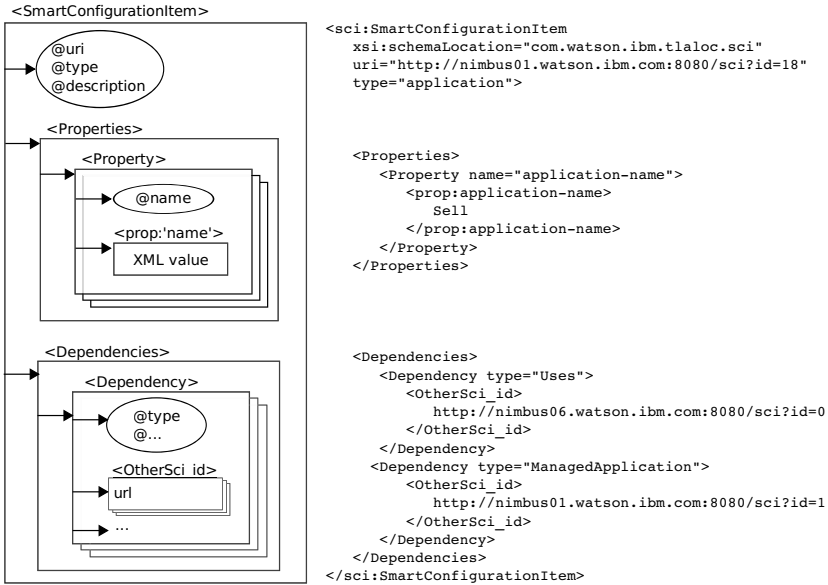 <SmartConfigurationItem>
@uri
@type
@description
<Properties>
<Property>
@name
<prop:'name'>
XML value
<Dependencies>
<Dependency>
@type
@...
<OtherSci_id>
url
...
<sci:SmartConfigurationItem
xsi:schemaLocation="com.watson.ibm.tlaloc.sci"
uri="http://nimbus01.watson.ibm.com:8080/sci?id=18"
type="application">
<Properties>
<Property name="application-name">
<prop:application-name>
Sell
</prop:application-name>
</Property>
</Properties>
<Dependencies>
<Dependency type="Uses">
<OtherSci_id>
http://nimbus06.watson.ibm.com:8080/sci?id=0
</OtherSci_id>
</Dependency>
<Dependency type="ManagedApplication">
<OtherSci_id>
http://nimbus01.watson.ibm.com:8080/sci?id=1
</OtherSci_id>
</Dependency>
</Dependencies>
</sci:SmartConfigurationItem>